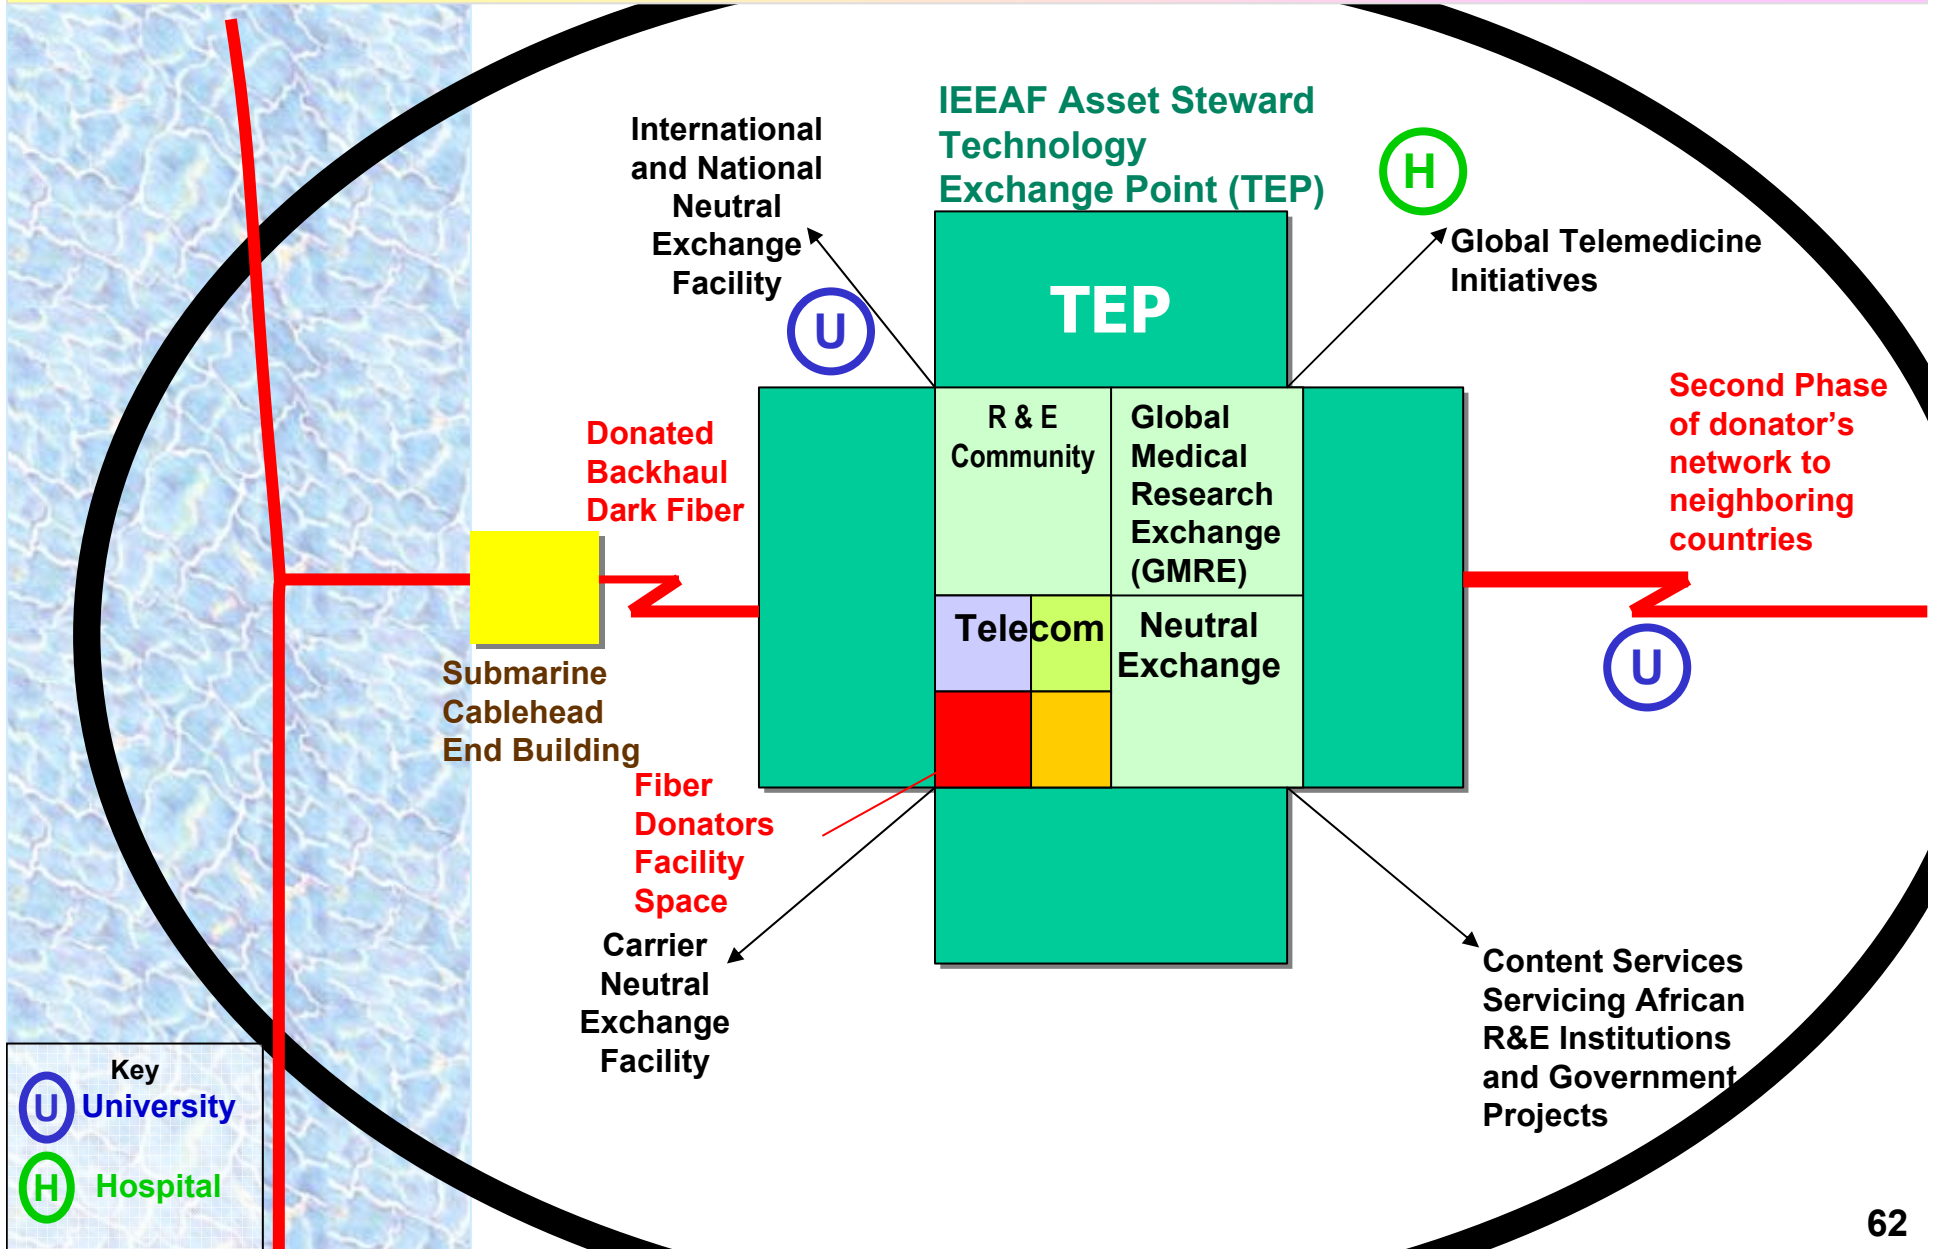 IEEAF Asset Steward
Technology
Exchange Point (TEP)
International
and National
Neutral
Exchange
Facility
U
H
Global Telemedicine
Initiatives
TEP
Donated
Backhaul
Dark Fiber
R & E
Community
Global
Medical
Research
Exchange
(GMRE)
Second Phase
of donator's
network to
neighboring
countries
Telecom
Neutral
Exchange
U
Submarine
Cablehead
End Building
Fiber
Donators
Facility
Space
Carrier
Neutral
Exchange
Facility
Content Services
Servicing African
R&E Institutions
and Government
Projects
Key
U University
H Hospital
62